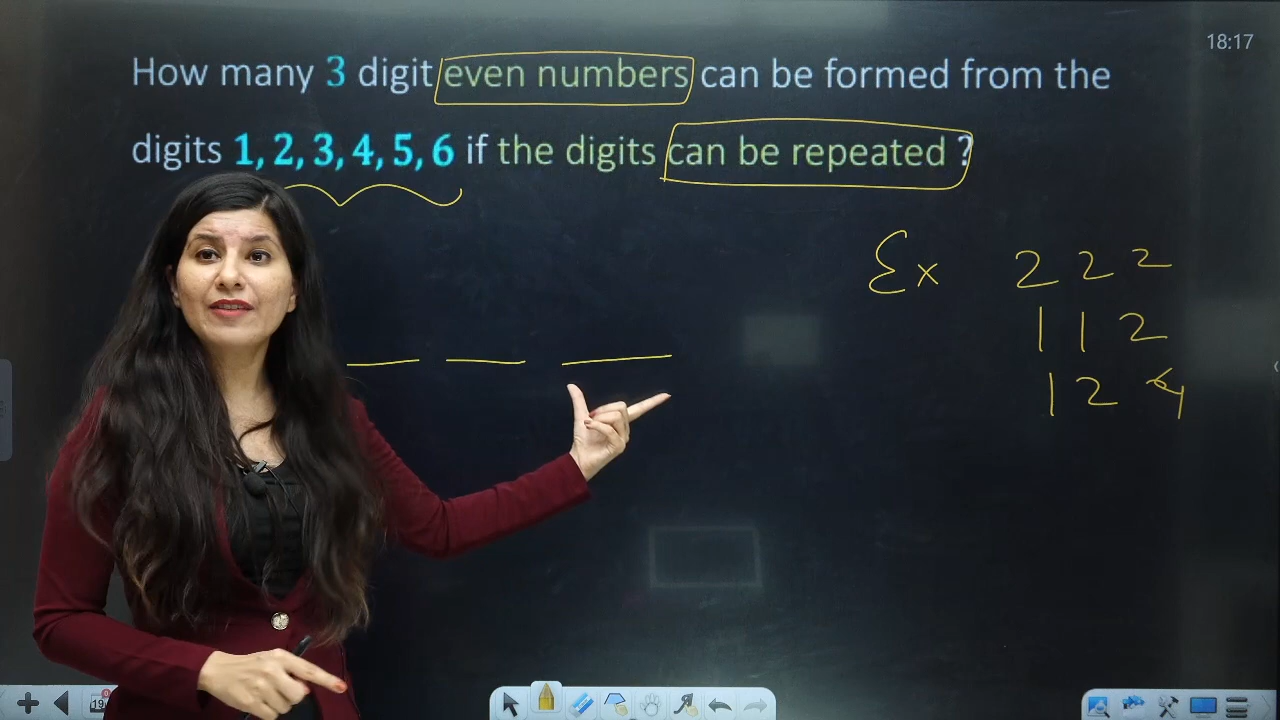 18:17
How many 3 digit even numbers can be formed from the
digits 1, 2, 3, 4, 5, 6 if the digits can be repeated ?
Ex 2 2 2
1 1 2
1 2 4
19